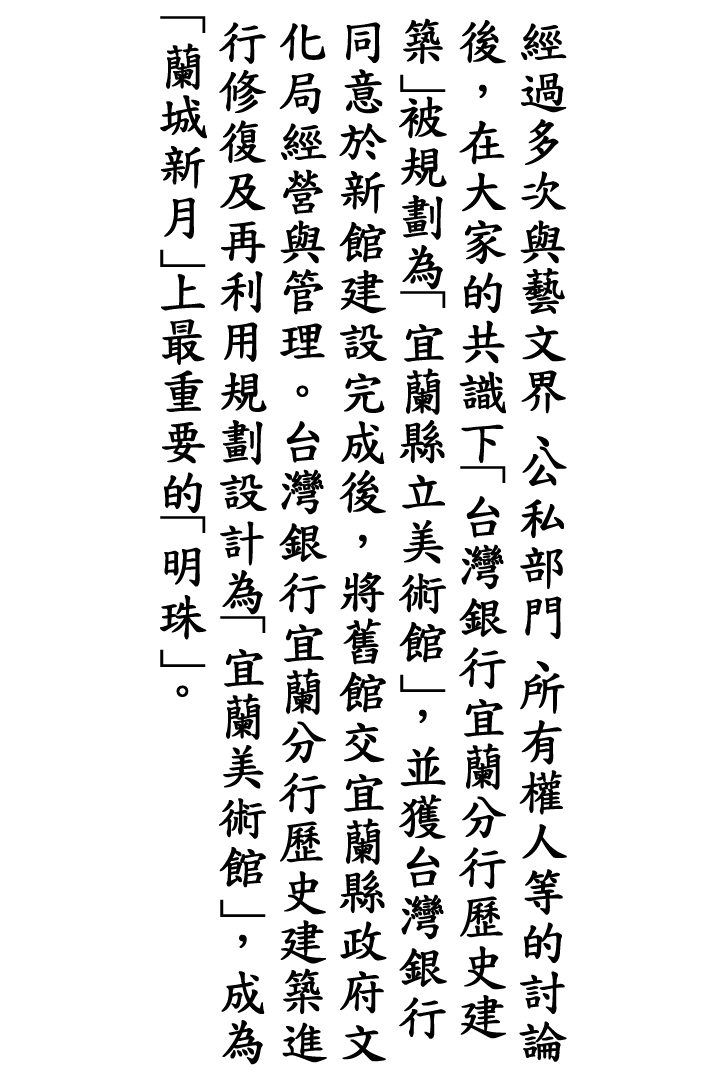 經過多次與藝文界、公私部門、所有權人等的討論
後，在大家的共識下「台灣銀行宜蘭分行歷史建
築」被規劃為「宜蘭縣立美術館」，並獲台灣銀行
同意於新館建設完成後，將舊館交宜蘭縣政府文
化局經營與管理。台灣銀行宜蘭分行歷史建築進
行修復及再利用規劃設計為「宜蘭美術館」，成為
「蘭城新月」上最重要的「明珠」。